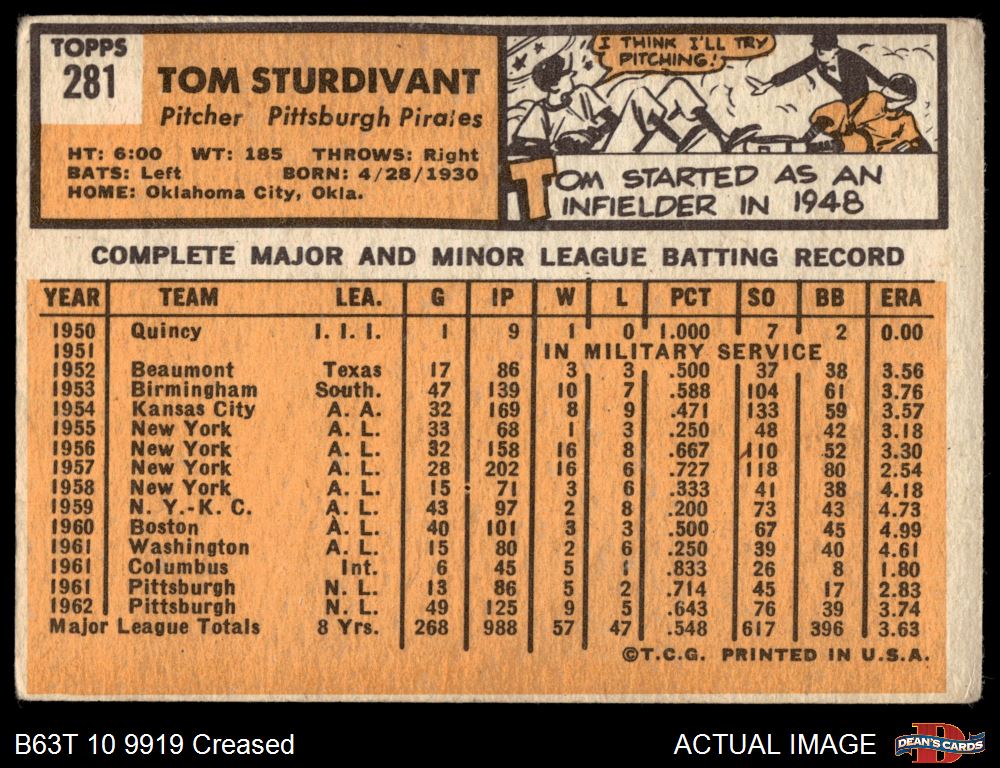 TOPPS
281
TOM STURDIVANT
Pitcher Pittsburgh Pirates
HT: 6:00 WT: 185 THROWS: Right
BATS: Left BORN: 4/28/1930
HOME: Oklahoma City, Okla.
I THINK I'LL TRY
PITCHING!
TOM STARTED AS AN
INFIELDER IN 1948
COMPLETE MAJOR AND MINOR LEAGUE BATTING RECORD
YEAR TEAM LEA. G IP W L PCT SO BB ERA
1950 Quincy I. I. I. 1 9 1 0 1.000 7 2 0.00
1951 IN MILITARY SERVICE
1952 Beaumont Texas 17 86 3 3 .500 37 38 3.56
1953 Birmingham South. 47 139 10 7 .588 104 61 3.76
1954 Kansas City A. A. 32 169 8 9 .471 133 59 3.57
1955 New York A. L. 33 68 1 3 .250 48 42 3.18
1956 New York A. L. 32 158 16 8 .667 110 52 3.30
1957 New York A. L. 28 202 16 6 .727 118 80 2.54
1958 New York A. L. 15 71 3 6 .333 41 38 4.18
1959 N. Y.-K. C. A. L. 43 97 2 8 .200 73 43 4.73
1960 Boston A. L. 40 101 3 3 .500 67 45 4.99
1961 Washington A. L. 15 80 2 6 .250 39 40 4.61
1961 Columbus Int. 6 45 5 1 .833 26 8 1.80
1961 Pittsburgh N. L. 13 86 5 2 .714 45 17 2.83
1962 Pittsburgh N. L. 49 125 9 5 .643 76 39 3.74
Major League Totals 8 Yrs. 268 988 57 47 .548 617 396 3.63
©T.C.G. PRINTED IN U.S.A.
B63T 10 9919 Creased
ACTUAL IMAGE
D
DEAN'S CARDS